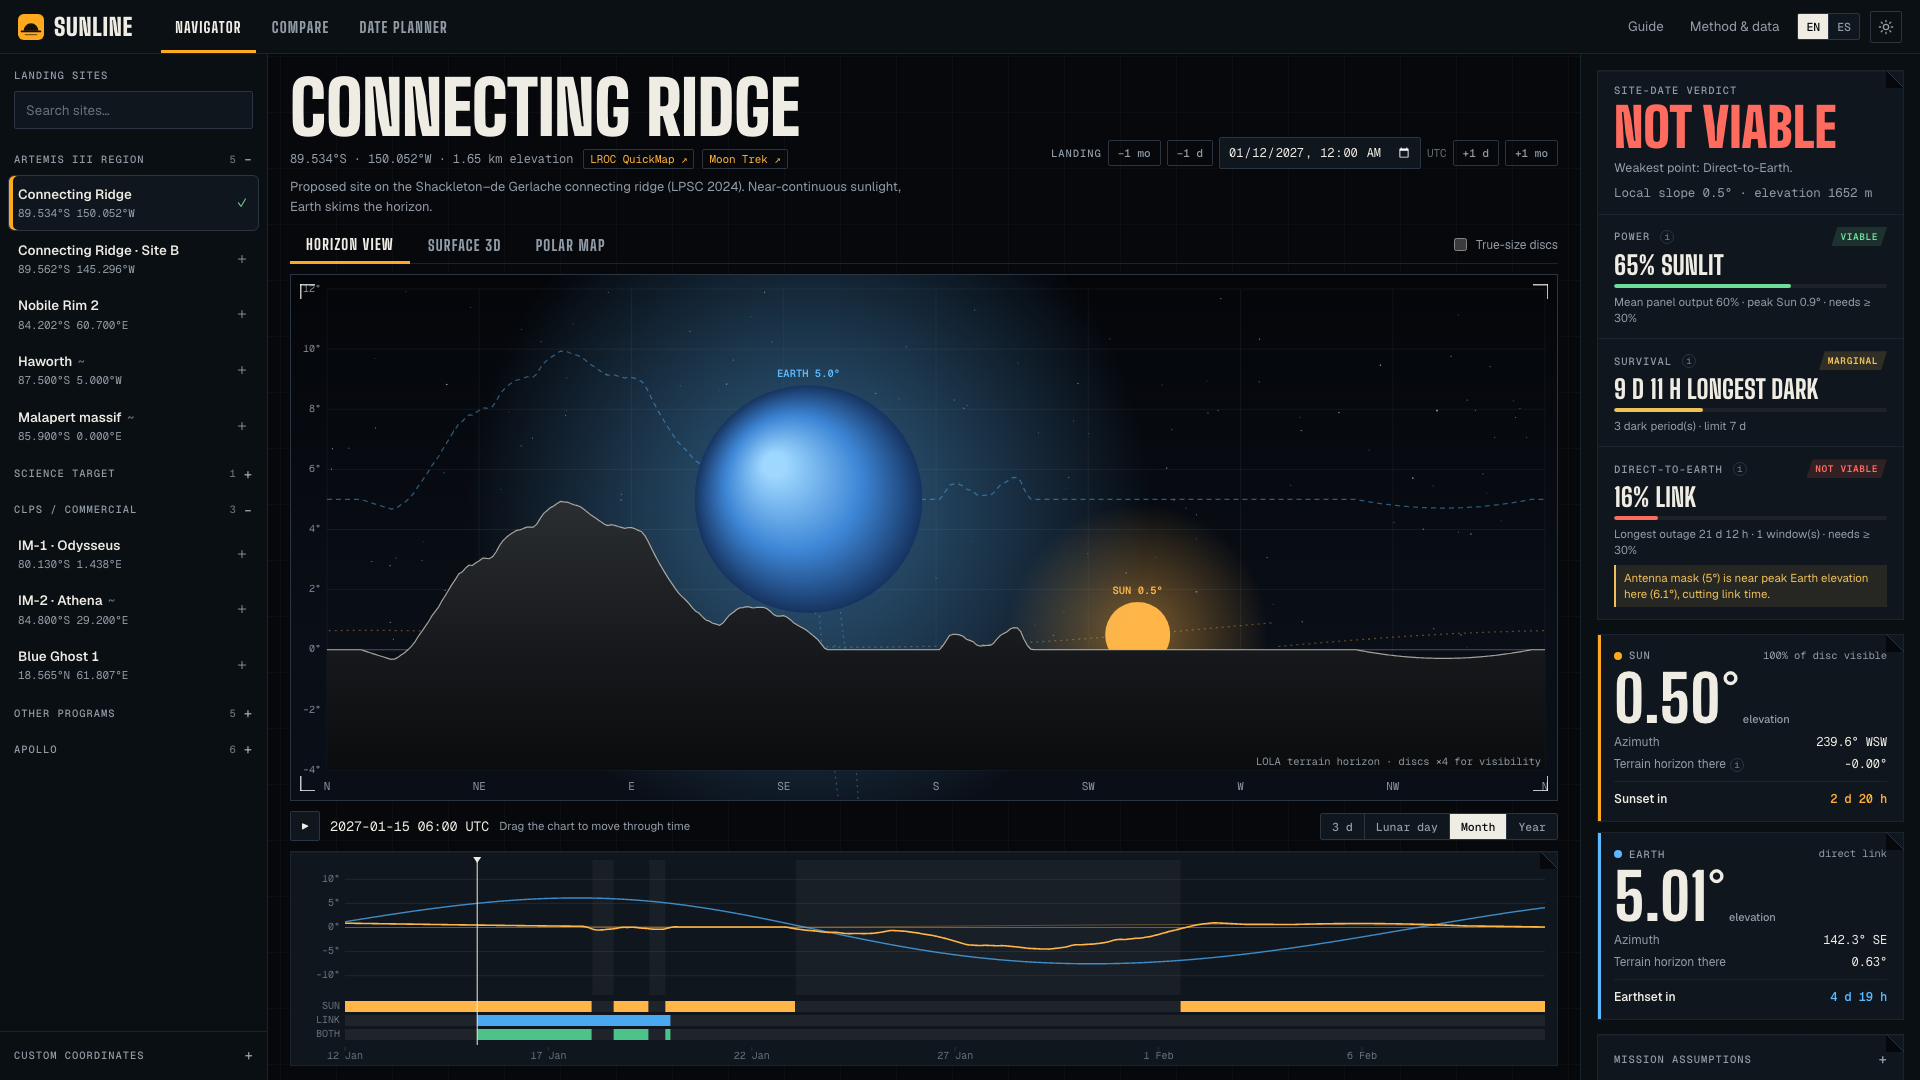 SUNLINE
NAVIGATOR
COMPARE
DATE PLANNER
Guide
Method & data
EN
ES
LANDING SITES
Search sites...
ARTEMIS III REGION 5 −
Connecting Ridge
89.534°S 150.052°W
✓
Connecting Ridge · Site B
89.562°S 145.296°W
+
Nobile Rim 2
84.202°S 60.700°E
+
Haworth ~
87.500°S 5.000°W
+
Malapert massif ~
85.900°S 0.000°E
+
SCIENCE TARGET 1 +
CLPS / COMMERCIAL 3 −
IM-1 · Odysseus
80.130°S 1.438°E
+
IM-2 · Athena ~
84.800°S 29.200°E
+
Blue Ghost 1
18.565°N 61.807°E
+
OTHER PROGRAMS 5 +
APOLLO 6 +
CUSTOM COORDINATES +
CONNECTING RIDGE
89.534°S · 150.052°W · 1.65 km elevation LROC QuickMap ↗ Moon Trek ↗
Proposed site on the Shackleton–de Gerlache connecting ridge (LPSC 2024). Near-continuous sunlight,
Earth skims the horizon.
LANDING −1 mo −1 d 01/12/2027, 12:00 AM UTC +1 d +1 mo
HORIZON VIEW
SURFACE 3D
POLAR MAP
True-size discs
12°
10°
8°
6°
4°
2°
0°
-2°
-4°
EARTH 5.0°
SUN 0.5°
LOLA terrain horizon · discs ×4 for visibility
N NE E SE S SW W NW N
2027-01-15 06:00 UTC Drag the chart to move through time
3 d Lunar day Month Year
10°
5°
0°
-5°
-10°
SUN
LINK
BOTH
12 Jan 17 Jan 22 Jan 27 Jan 1 Feb 6 Feb
SITE-DATE VERDICT
NOT VIABLE
Weakest point: Direct-to-Earth.
Local slope 0.5° · elevation 1652 m
POWER i VIABLE
65% SUNLIT
Mean panel output 60% · peak Sun 0.9° · needs ≥
30%
SURVIVAL i MARGINAL
9 D 11 H LONGEST DARK
3 dark period(s) · limit 7 d
DIRECT-TO-EARTH i NOT VIABLE
16% LINK
Longest outage 21 d 12 h · 1 window(s) · needs ≥
30%
Antenna mask (5°) is near peak Earth elevation
here (6.1°), cutting link time.
SUN 100% of disc visible
0.50° elevation
Azimuth 239.6° WSW
Terrain horizon there i -0.00°
Sunset in 2 d 20 h
EARTH direct link
5.01° elevation
Azimuth 142.3° SE
Terrain horizon there 0.63°
Earthset in 4 d 19 h
MISSION ASSUMPTIONS +